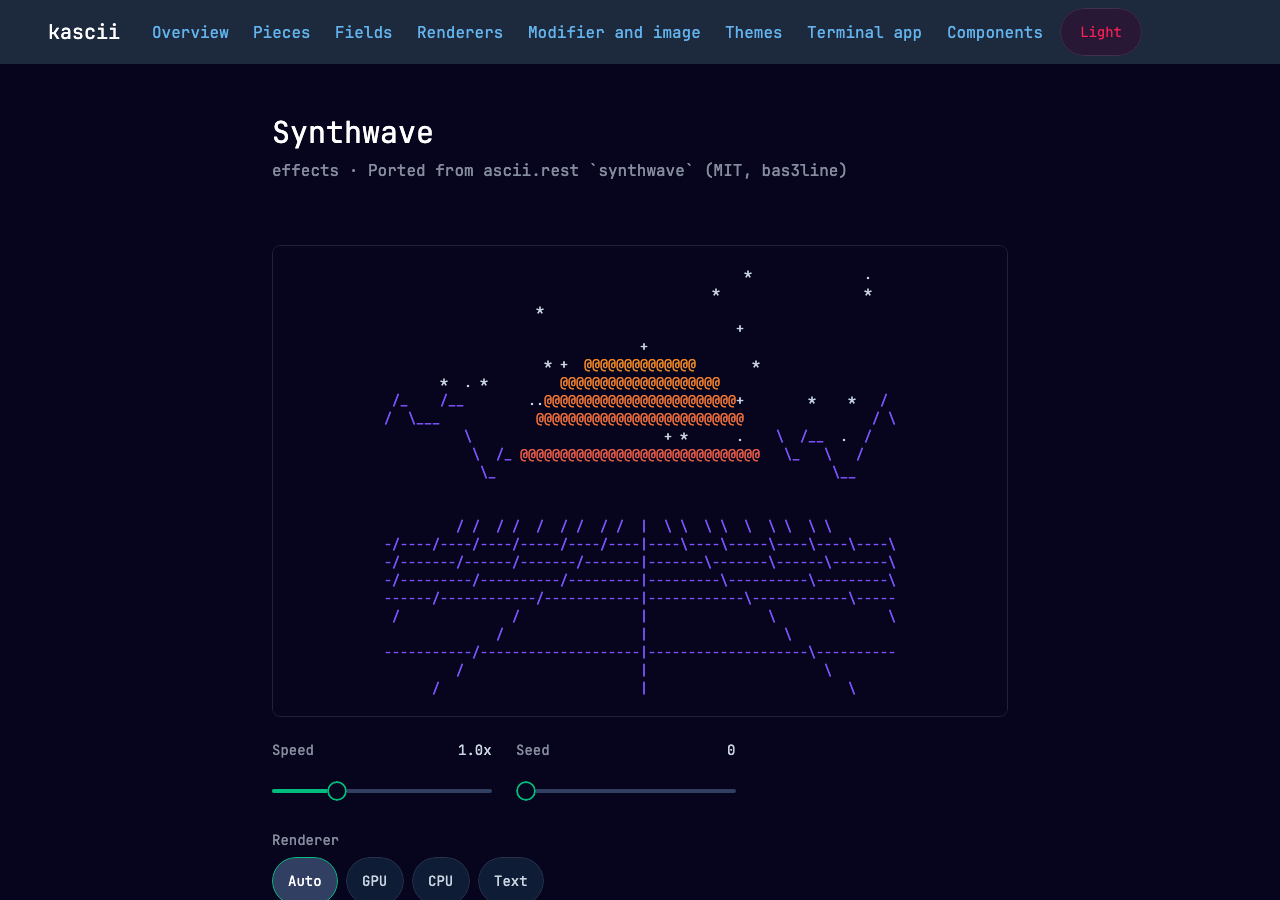 kascii Overview Pieces Fields Renderers Modifier and image Themes Terminal app Components Light
Synthwave
effects · Ported from ascii.rest `synthwave` (MIT, bas3line)
Speed 1.0x Seed 0
Renderer
Auto GPU CPU Text